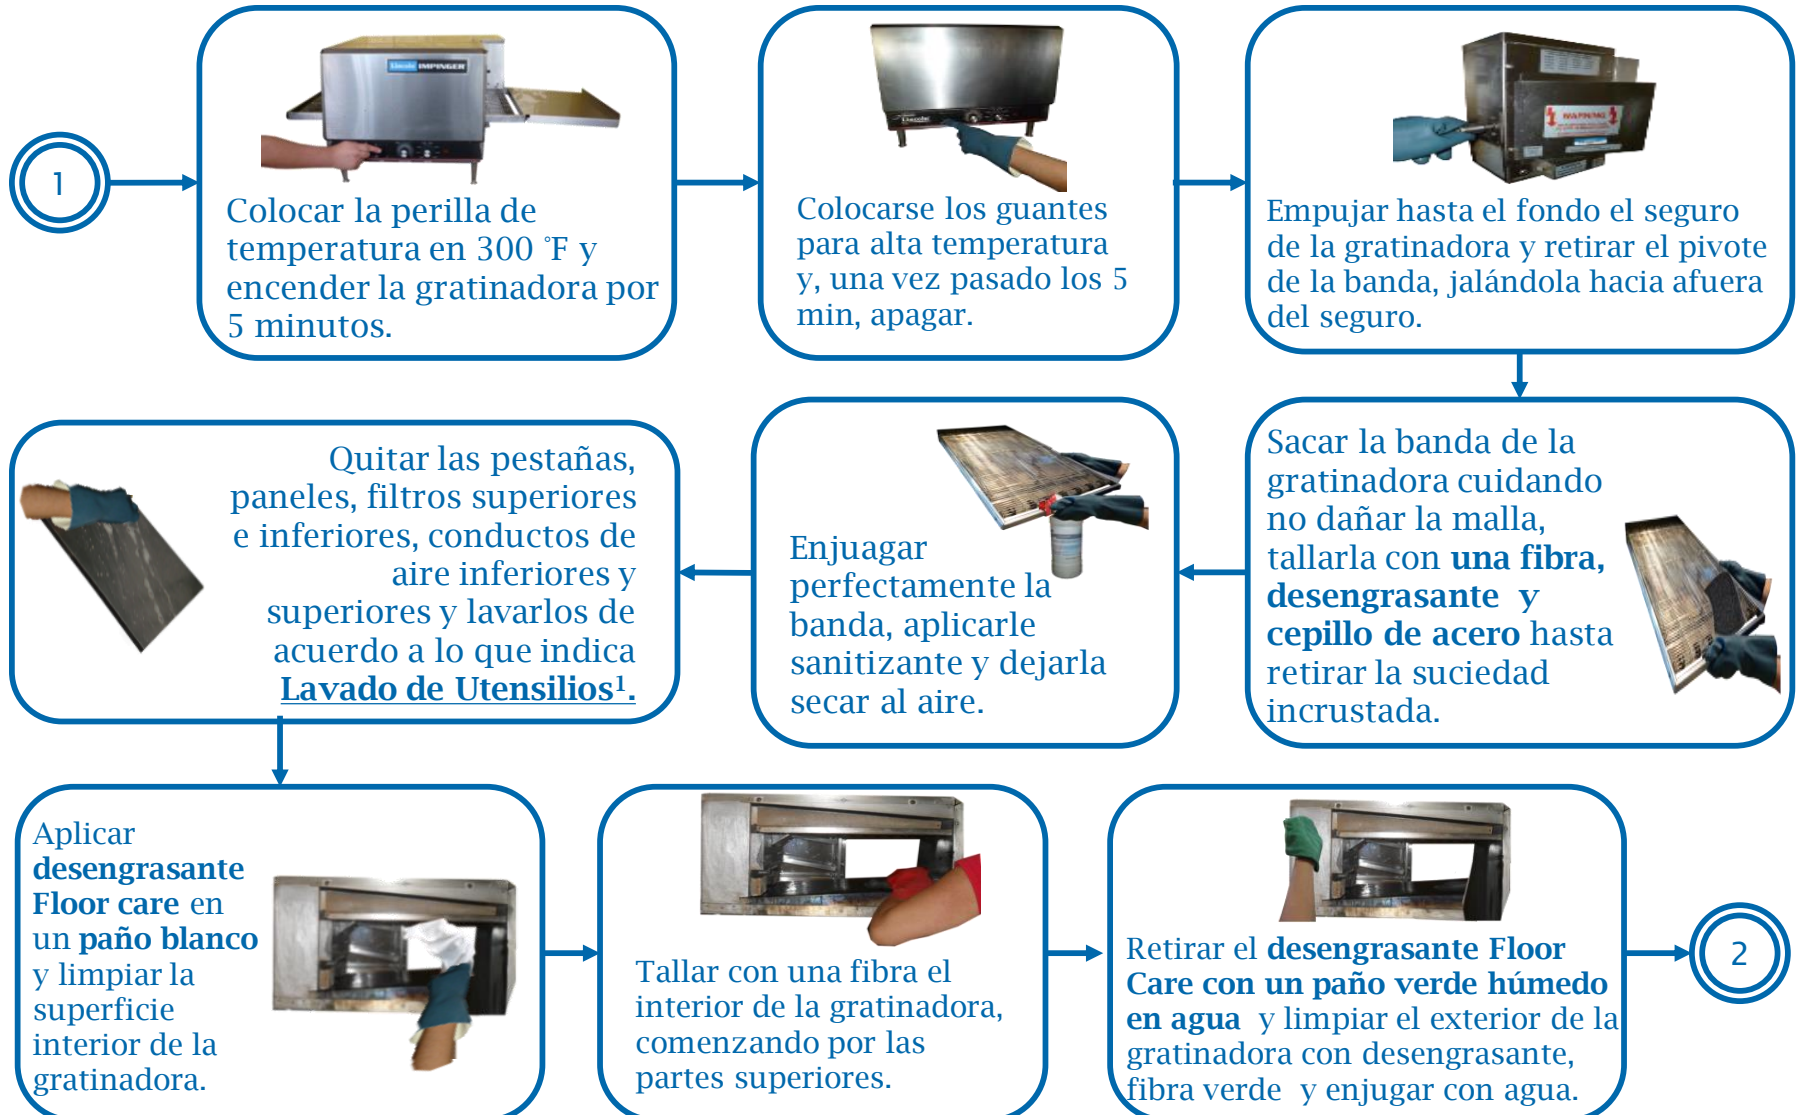 1
Lincoln IMPINGER
Colocar la perilla de
temperatura en 300 °F y
encender la gratinadora por
5 minutos.
Lincoln
Colocarse los guantes
para alta temperatura
y, una vez pasado los 5
min, apagar.
WARNING
Empujar hasta el fondo el seguro
de la gratinadora y retirar el pivote
de la banda, jalándola hacia afuera
del seguro.
Sacar la banda de la
gratinadora cuidando
no dañar la malla,
tallarla con una fibra,
desengrasante y
cepillo de acero hasta
retirar la suciedad
incrustada.
Enjuagar
perfectamente la
banda, aplicarle
sanitizante y dejarla
secar al aire.
Quitar las pestañas,
paneles, filtros superiores
e inferiores, conductos de
aire inferiores y
superiores y lavarlos de
acuerdo a lo que indica
Lavado de Utensilios¹.
Aplicar
desengrasante
Floor care en
un paño blanco
y limpiar la
superficie
interior de la
gratinadora.
Tallar con una fibra el
interior de la gratinadora,
comenzando por las
partes superiores.
Retirar el desengrasante Floor
Care con un paño verde húmedo
en agua y limpiar el exterior de la
gratinadora con desengrasante,
fibra verde y enjugar con agua.
2